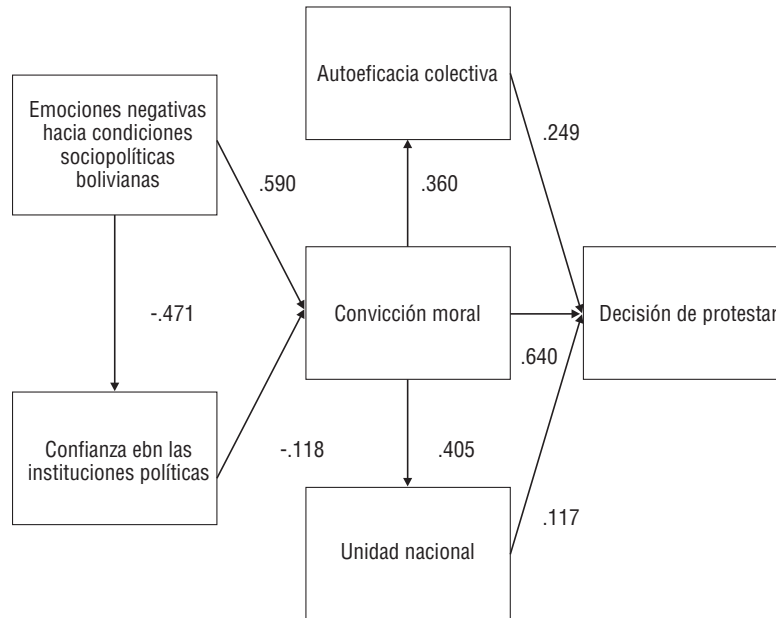 Autoeficacia colectiva
Emociones negativas
hacia condiciones
sociopolíticas
bolivianas
.249
.590
.360
Convicción moral
Decisión de protestar
-.471
.640
Confianza ebn las
instituciones políticas
-.118
.405
.117
Unidad nacional